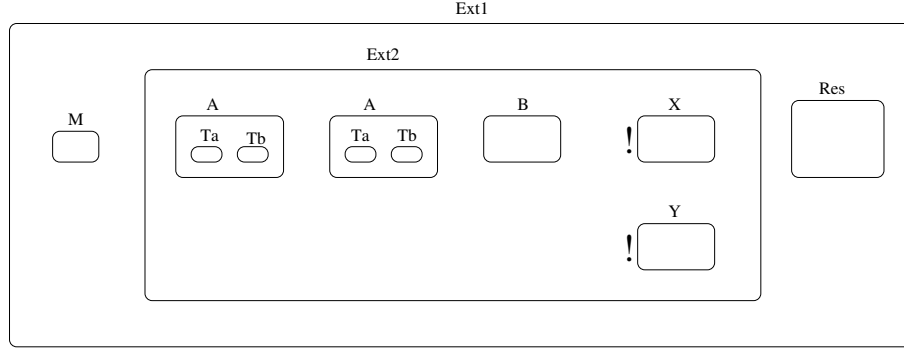 Ext1
Ext2
Res
A A B X
M
Ta Tb Ta Tb
!
Y
!